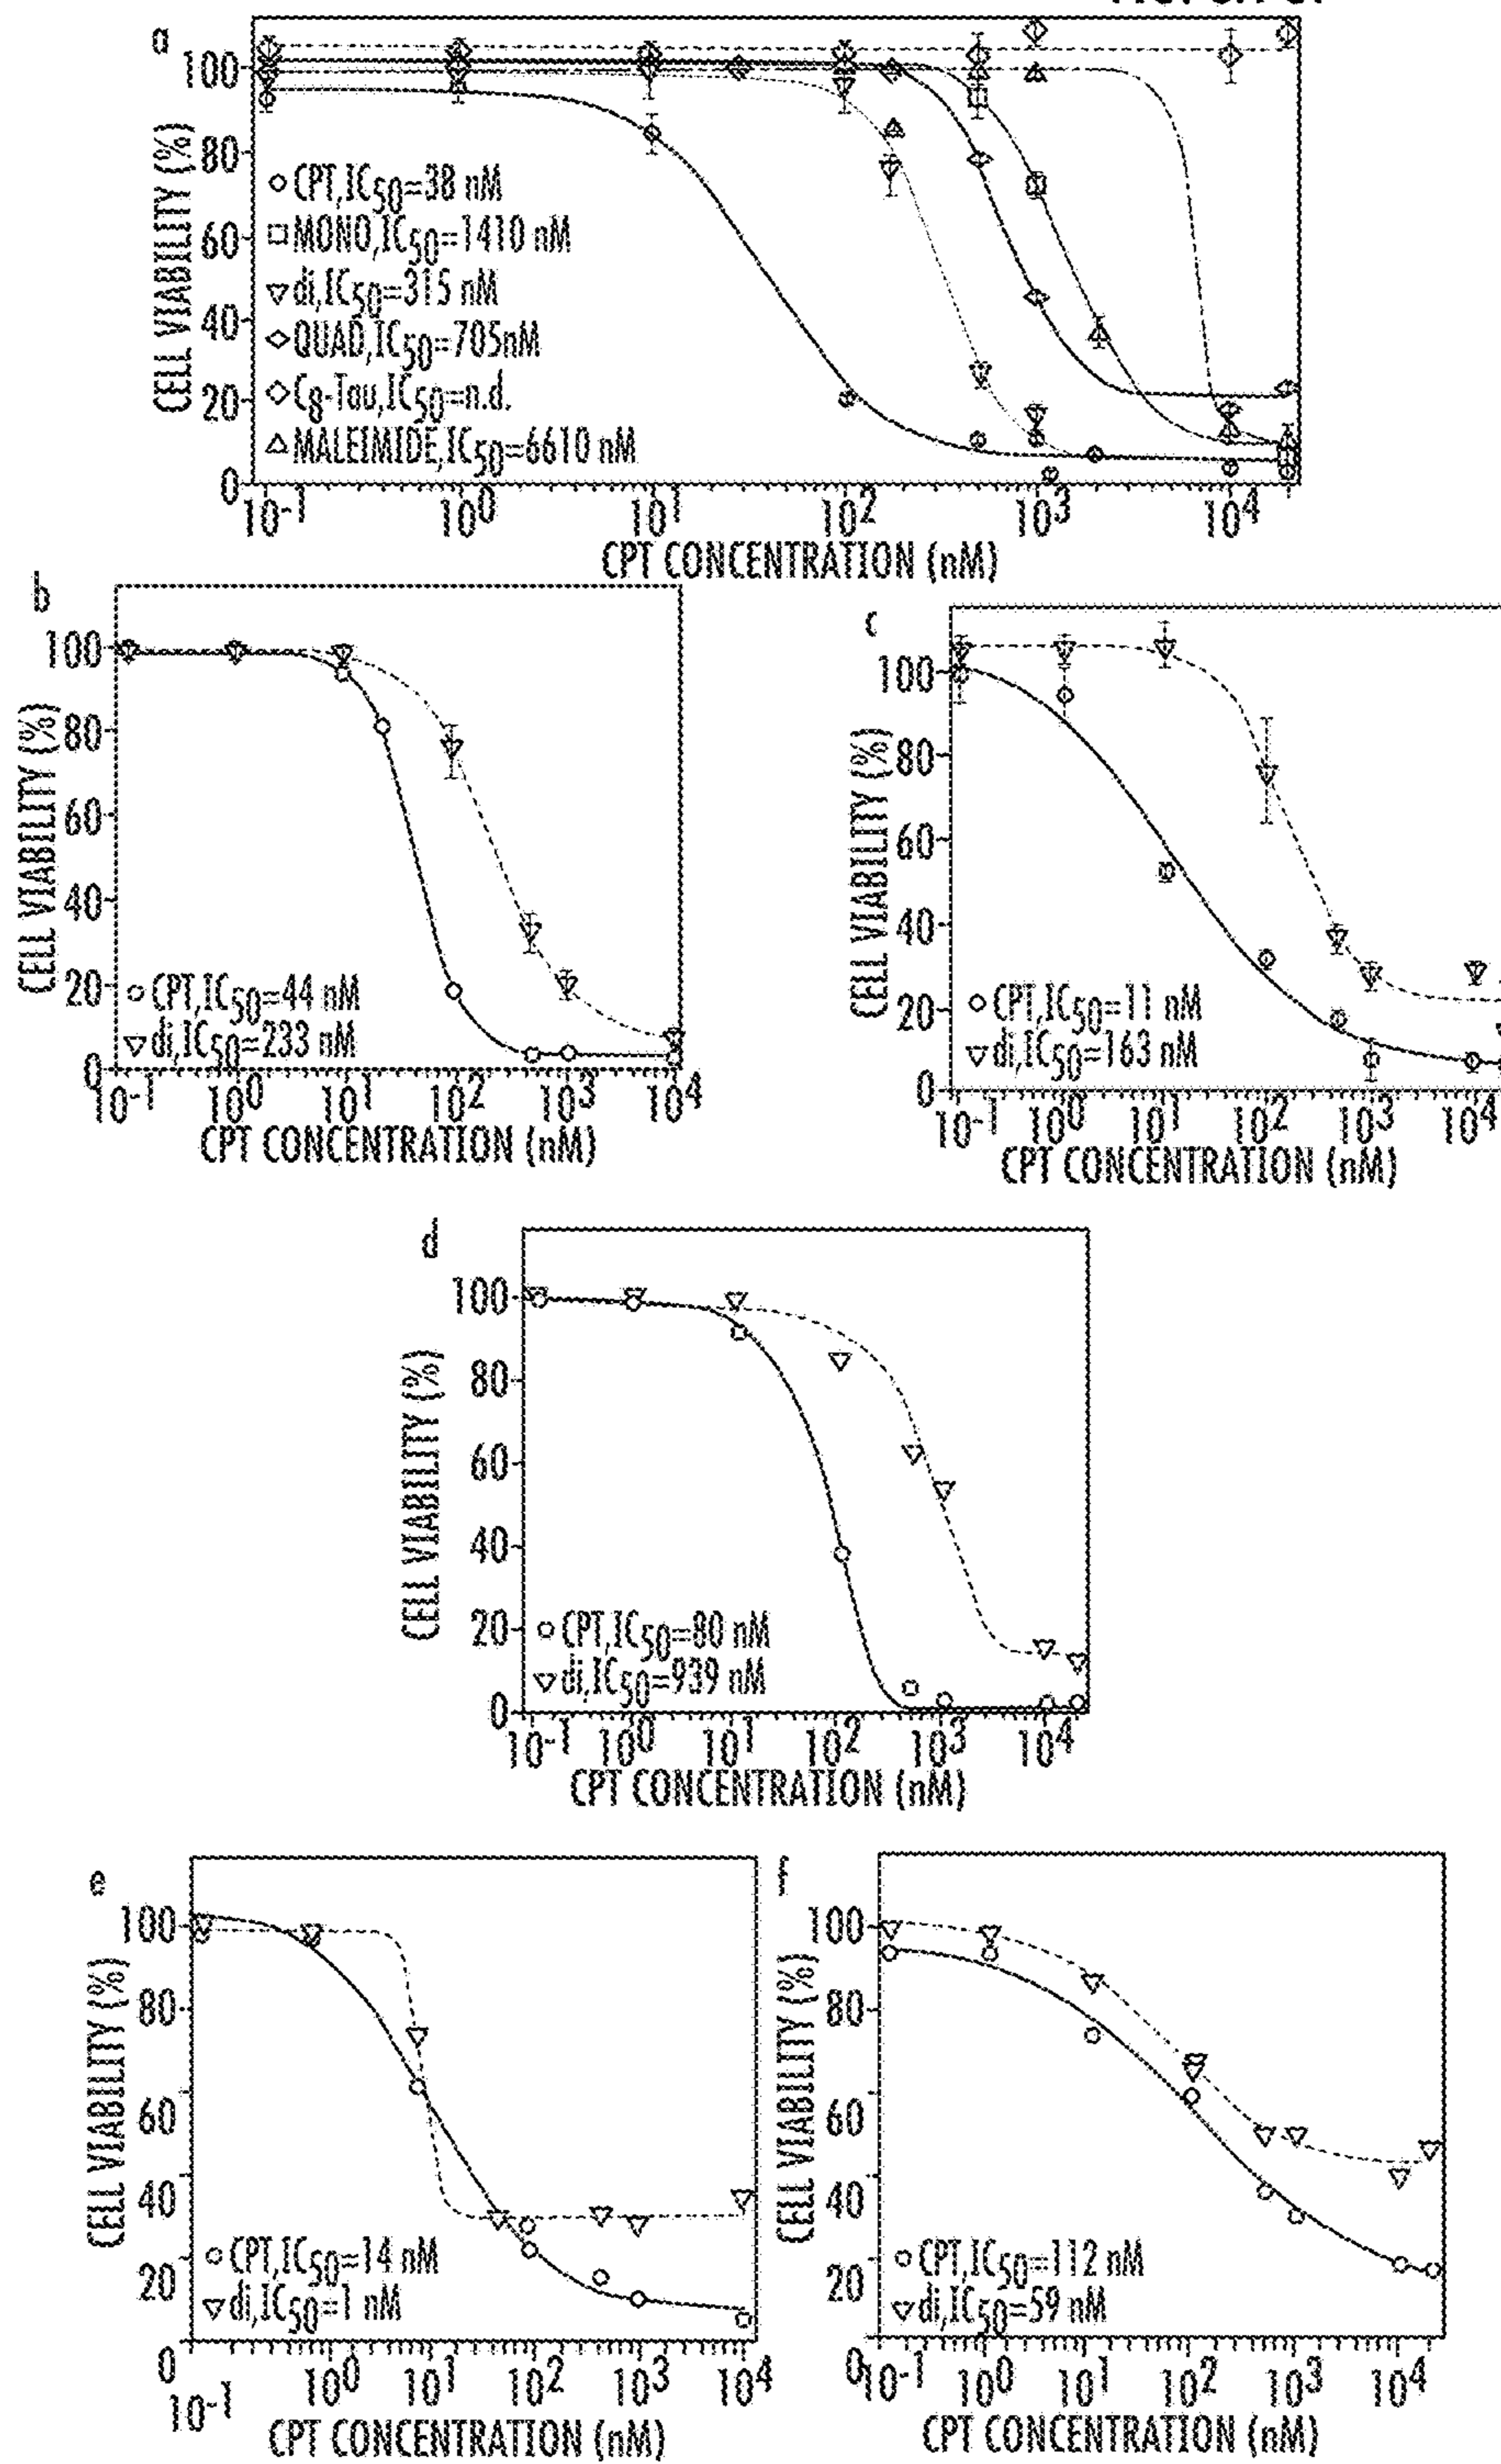 a
100
80
60
40
20
0
CELL VIABILITY (%)
CPT,IC50=38 nM
MONO,IC50=1410 nM
di,IC50=315 nM
QUAD,IC50=705nM
C8-Tau,IC50=n.d.
MALEIMIDE,IC50=6610 nM
10-1 100 101 102 103 104
CPT CONCENTRATION (nM)
b
100
80
60
40
20
0
CELL VIABILITY (%)
CPT,IC50=44 nM
di,IC50=233 nM
10-1 100 101 102 103 104
CPT CONCENTRATION (nM)
c
100
80
60
40
20
0
CELL VIABILITY (%)
CPT,IC50=11 nM
di,IC50=163 nM
10-1 100 101 102 103 104
CPT CONCENTRATION (nM)
d
100
80
60
40
20
0
CELL VIABILITY (%)
CPT,IC50=80 nM
di,IC50=939 nM
10-1 100 101 102 103 104
CPT CONCENTRATION (nM)
e
100
80
60
40
20
0
CELL VIABILITY (%)
CPT,IC50=14 nM
di,IC50=1 nM
10-1 100 101 102 103 104
CPT CONCENTRATION (nM)
f
100
80
60
40
20
0
CELL VIABILITY (%)
CPT,IC50=112 nM
di,IC50=59 nM
10-1 100 101 102 103 104
CPT CONCENTRATION (nM)